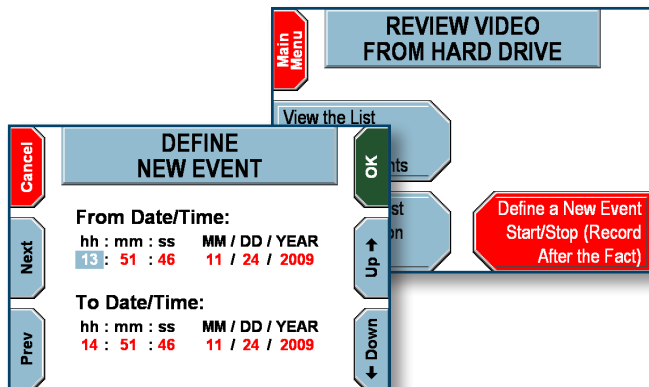 Main
Menu
REVIEW VIDEO
FROM HARD DRIVE
View the List
Define a New Event
Start/Stop (Record
After the Fact)
Cancel
DEFINE
NEW EVENT
OK
Next
From Date/Time:
hh : mm : ss MM / DD / YEAR
13 : 51 : 46 11 / 24 / 2009
Up ↑
To Date/Time:
hh : mm : ss MM / DD / YEAR
14 : 51 : 46 11 / 24 / 2009
Prev
← Down